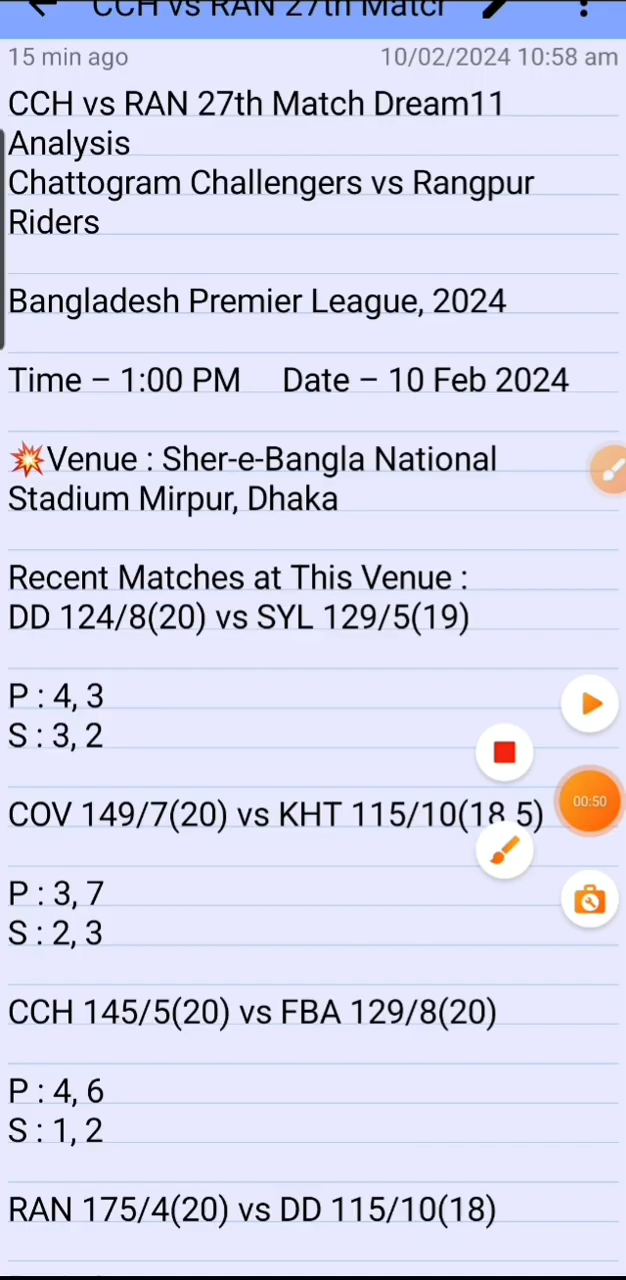 CCH vs RAN 27th Match
15 min ago 10/02/2024 10:58 am
CCH vs RAN 27th Match Dream11
Analysis
Chattogram Challengers vs Rangpur
Riders
Bangladesh Premier League, 2024
Time – 1:00 PM Date – 10 Feb 2024
💥Venue : Sher-e-Bangla National
Stadium Mirpur, Dhaka
Recent Matches at This Venue :
DD 124/8(20) vs SYL 129/5(19)
P : 4, 3
S : 3, 2
COV 149/7(20) vs KHT 115/10(18.5)
00:50
P : 3, 7
S : 2, 3
CCH 145/5(20) vs FBA 129/8(20)
P : 4, 6
S : 1, 2
RAN 175/4(20) vs DD 115/10(18)